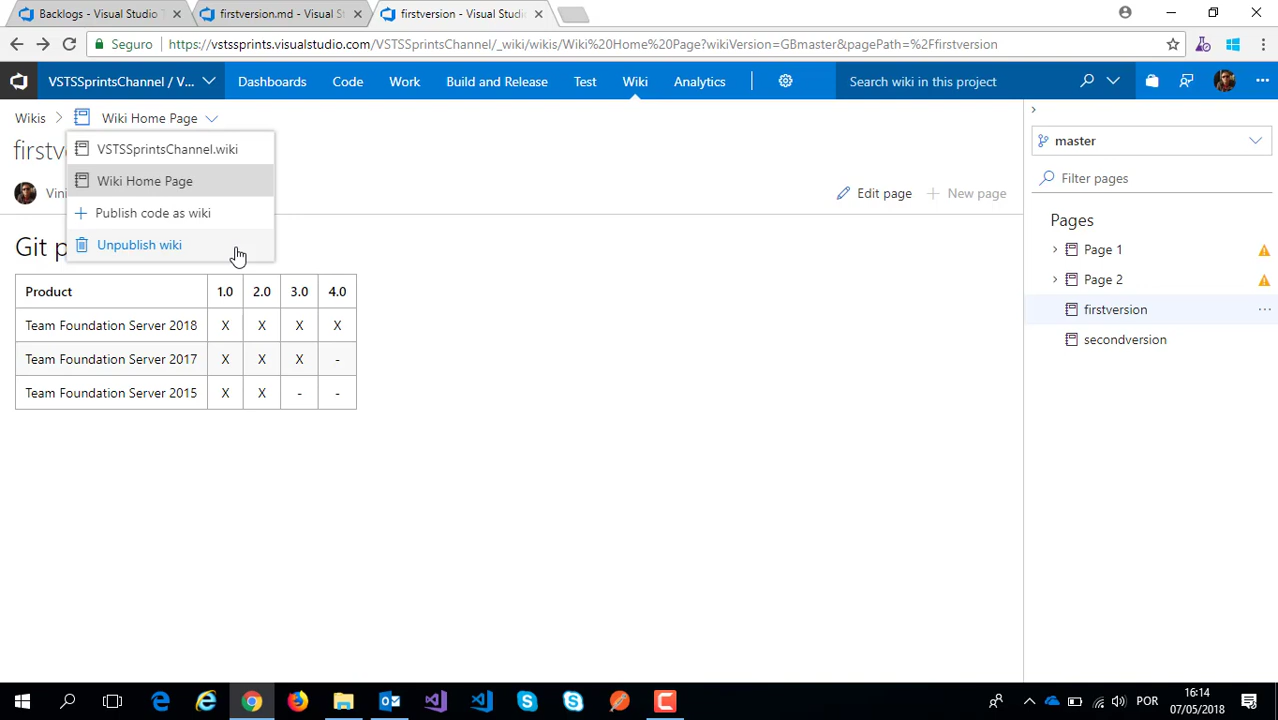 Backlogs - Visual Studio T
firstversion.md - Visual St
firstversion - Visual Studi
Seguro
https://vstssprints.visualstudio.com/VSTSSprintsChannel/_wiki/wikis/Wiki%20Home%20Page?wikiVersion=GBmaster&pagePath=%2Ffirstversion
VSTSSprintsChannel / V...
Dashboards
Code
Work
Build and Release
Test
Wiki
Analytics
Search wiki in this project
Wikis
Wiki Home Page
VSTSSprintsChannel.wiki
Wiki Home Page
Publish code as wiki
Unpublish wiki
firstv
Vini
Edit page
New page
Git p
Product 1.0 2.0 3.0 4.0
Team Foundation Server 2018 X X X X
Team Foundation Server 2017 X X X -
Team Foundation Server 2015 X X - -
master
Filter pages
Pages
Page 1
Page 2
firstversion
secondversion
POR
16:14
07/05/2018